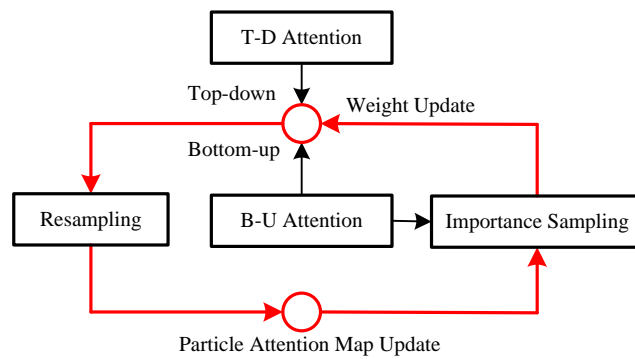 T-D Attention
Top-down
Weight Update
Bottom-up
Resampling
B-U Attention
Importance Sampling
Particle Attention Map Update